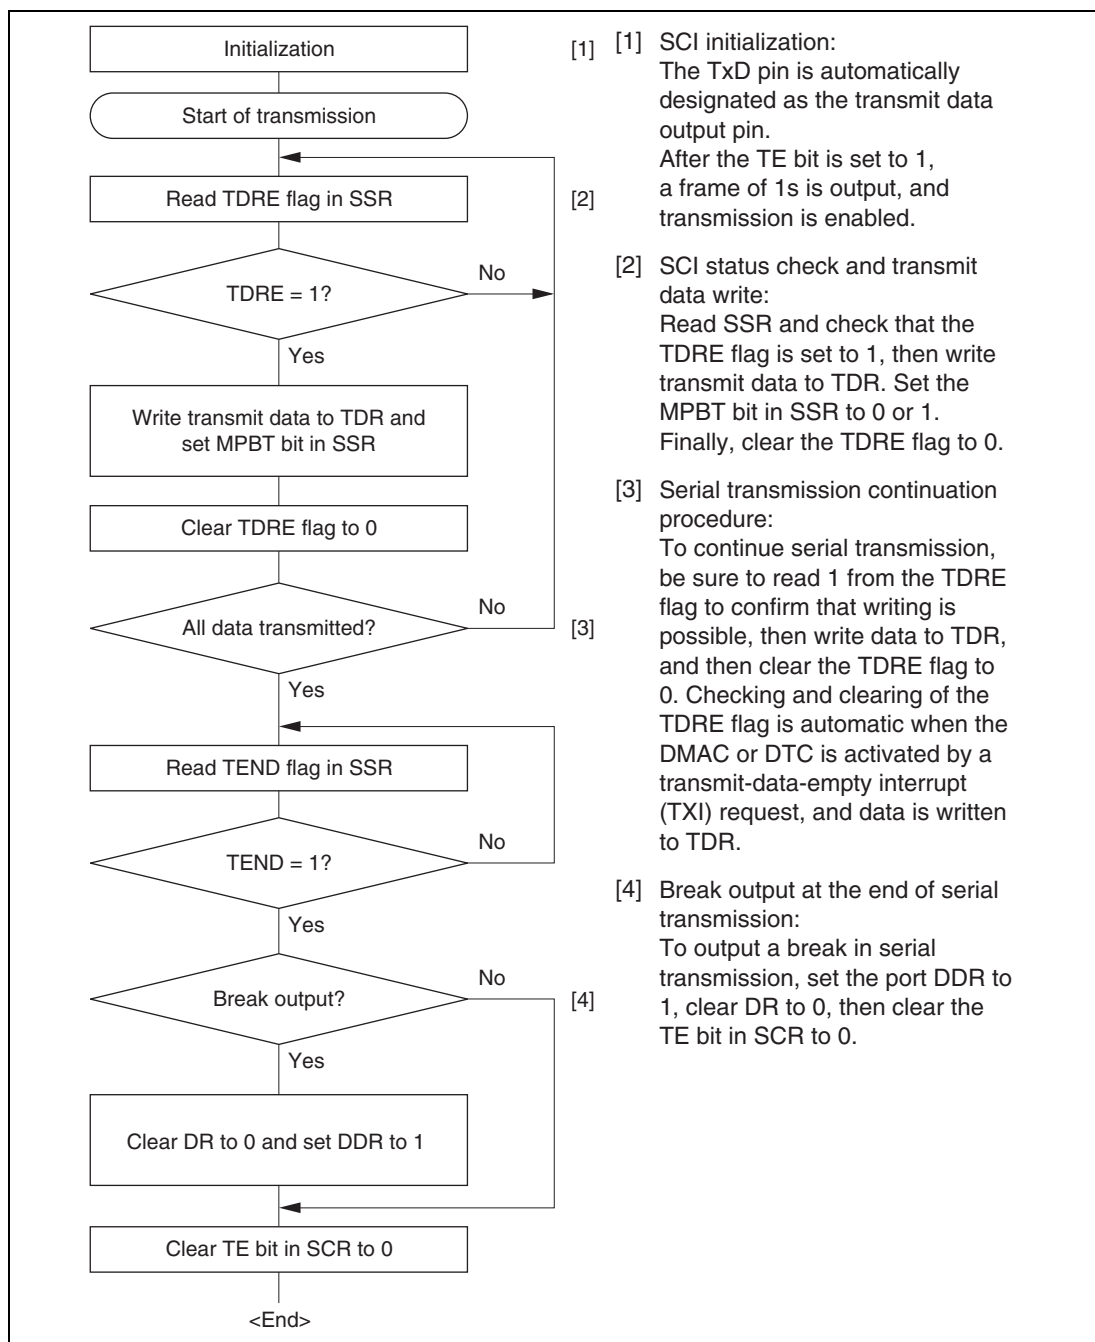 Initialization
[1]
Start of transmission
Read TDRE flag in SSR
[2]
No
TDRE = 1?
Yes
Write transmit data to TDR and
set MPBT bit in SSR
Clear TDRE flag to 0
No
All data transmitted?
[3]
Yes
Read TEND flag in SSR
No
TEND = 1?
Yes
No
Break output?
[4]
Yes
Clear DR to 0 and set DDR to 1
Clear TE bit in SCR to 0
<End>
[1] SCI initialization:
The TxD pin is automatically
designated as the transmit data
output pin.
After the TE bit is set to 1,
a frame of 1s is output, and
transmission is enabled.
[2] SCI status check and transmit
data write:
Read SSR and check that the
TDRE flag is set to 1, then write
transmit data to TDR. Set the
MPBT bit in SSR to 0 or 1.
Finally, clear the TDRE flag to 0.
[3] Serial transmission continuation
procedure:
To continue serial transmission,
be sure to read 1 from the TDRE
flag to confirm that writing is
possible, then write data to TDR,
and then clear the TDRE flag to
0. Checking and clearing of the
TDRE flag is automatic when the
DMAC or DTC is activated by a
transmit-data-empty interrupt
(TXI) request, and data is written
to TDR.
[4] Break output at the end of serial
transmission:
To output a break in serial
transmission, set the port DDR to
1, clear DR to 0, then clear the
TE bit in SCR to 0.